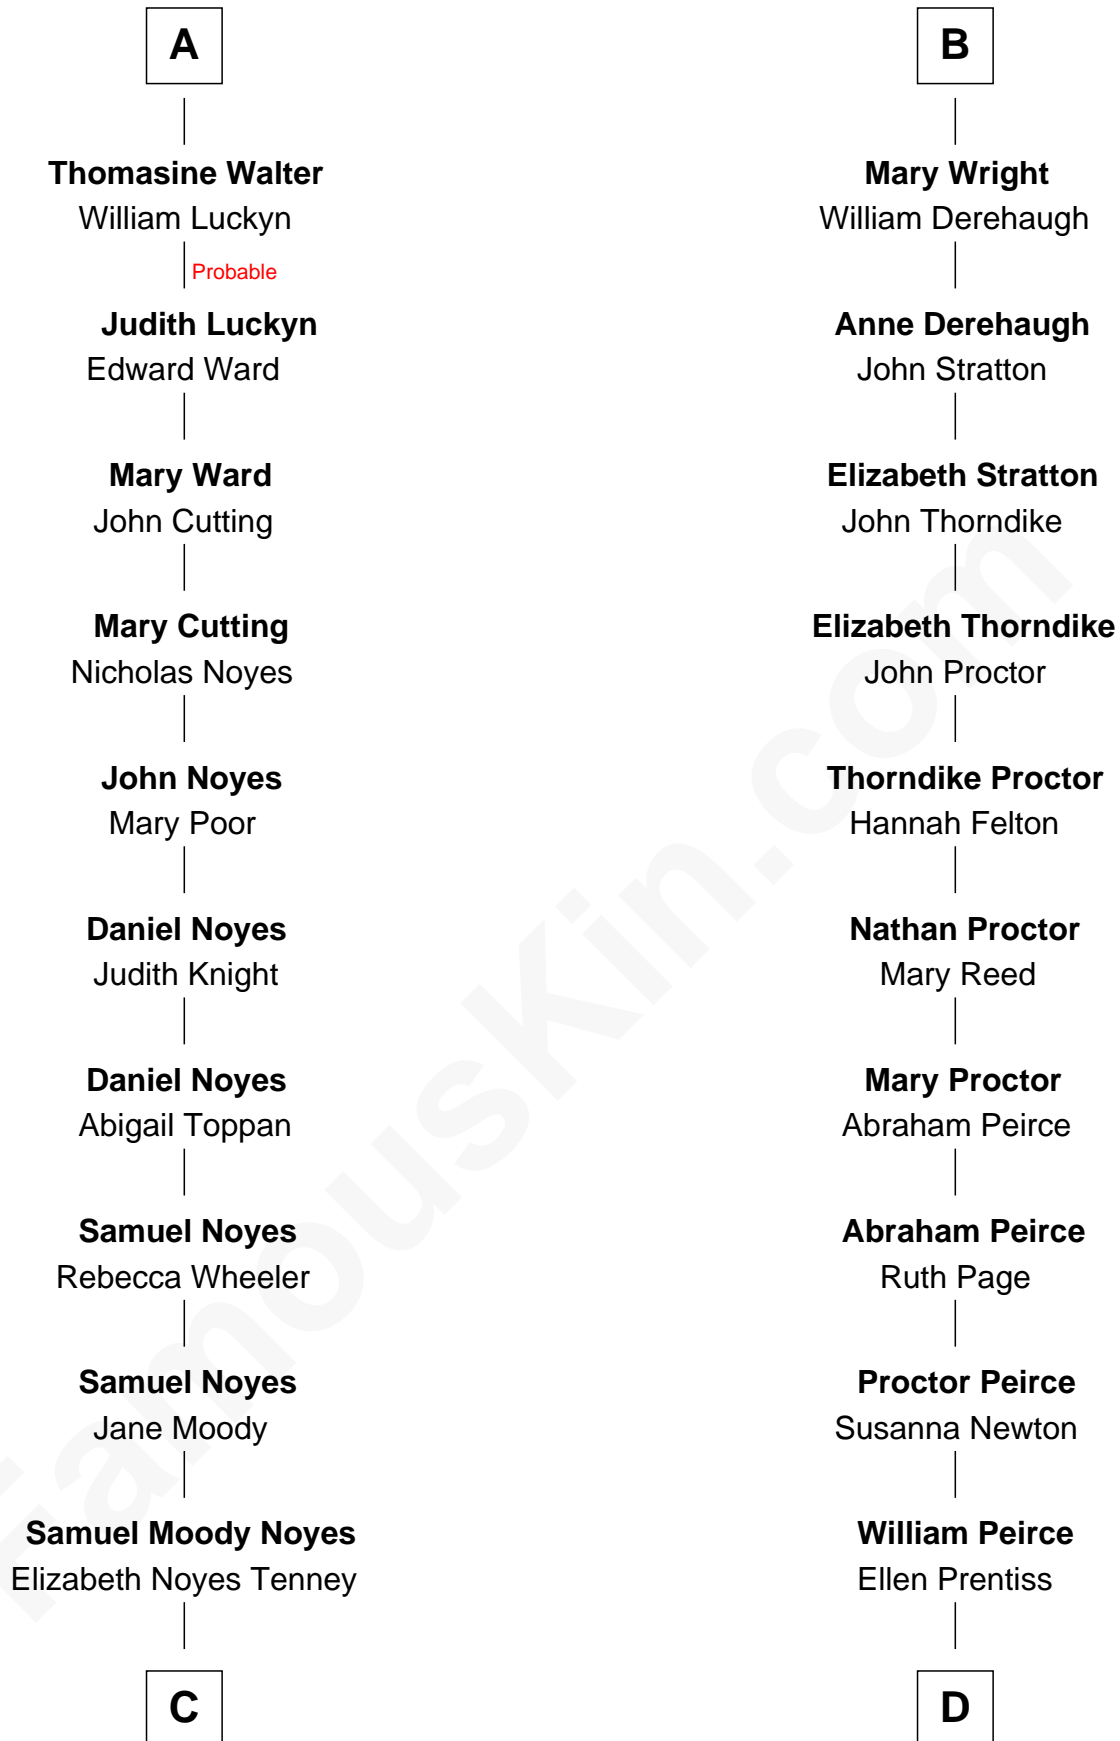 A
Thomasine Walter
William Luckyn
Probable
Judith Luckyn
Edward Ward
Mary Ward
John Cutting
Mary Cutting
Nicholas Noyes
John Noyes
Mary Poor
Daniel Noyes
Judith Knight
Daniel Noyes
Abigail Toppan
Samuel Noyes
Rebecca Wheeler
Samuel Noyes
Jane Moody
Samuel Moody Noyes
Elizabeth Noyes Tenney
C
B
Mary Wright
William Derehaugh
Anne Derehaugh
John Stratton
Elizabeth Stratton
John Thorndike
Elizabeth Thorndike
John Proctor
Thorndike Proctor
Hannah Felton
Nathan Proctor
Mary Reed
Mary Proctor
Abraham Peirce
Abraham Peirce
Ruth Page
Proctor Peirce
Susanna Newton
William Peirce
Ellen Prentiss
D
FamousKin.com